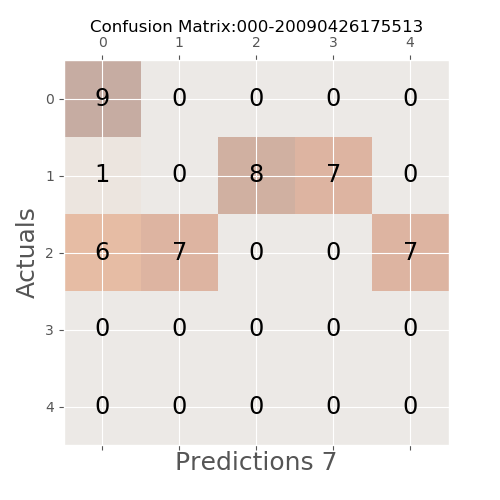 Confusion Matrix:000-20090426175513
0 1 2 3 4
0 9 0 0 0 0
1 1 0 8 7 0
2 6 7 0 0 7
3 0 0 0 0 0
4 0 0 0 0 0
Actuals
Predictions 7